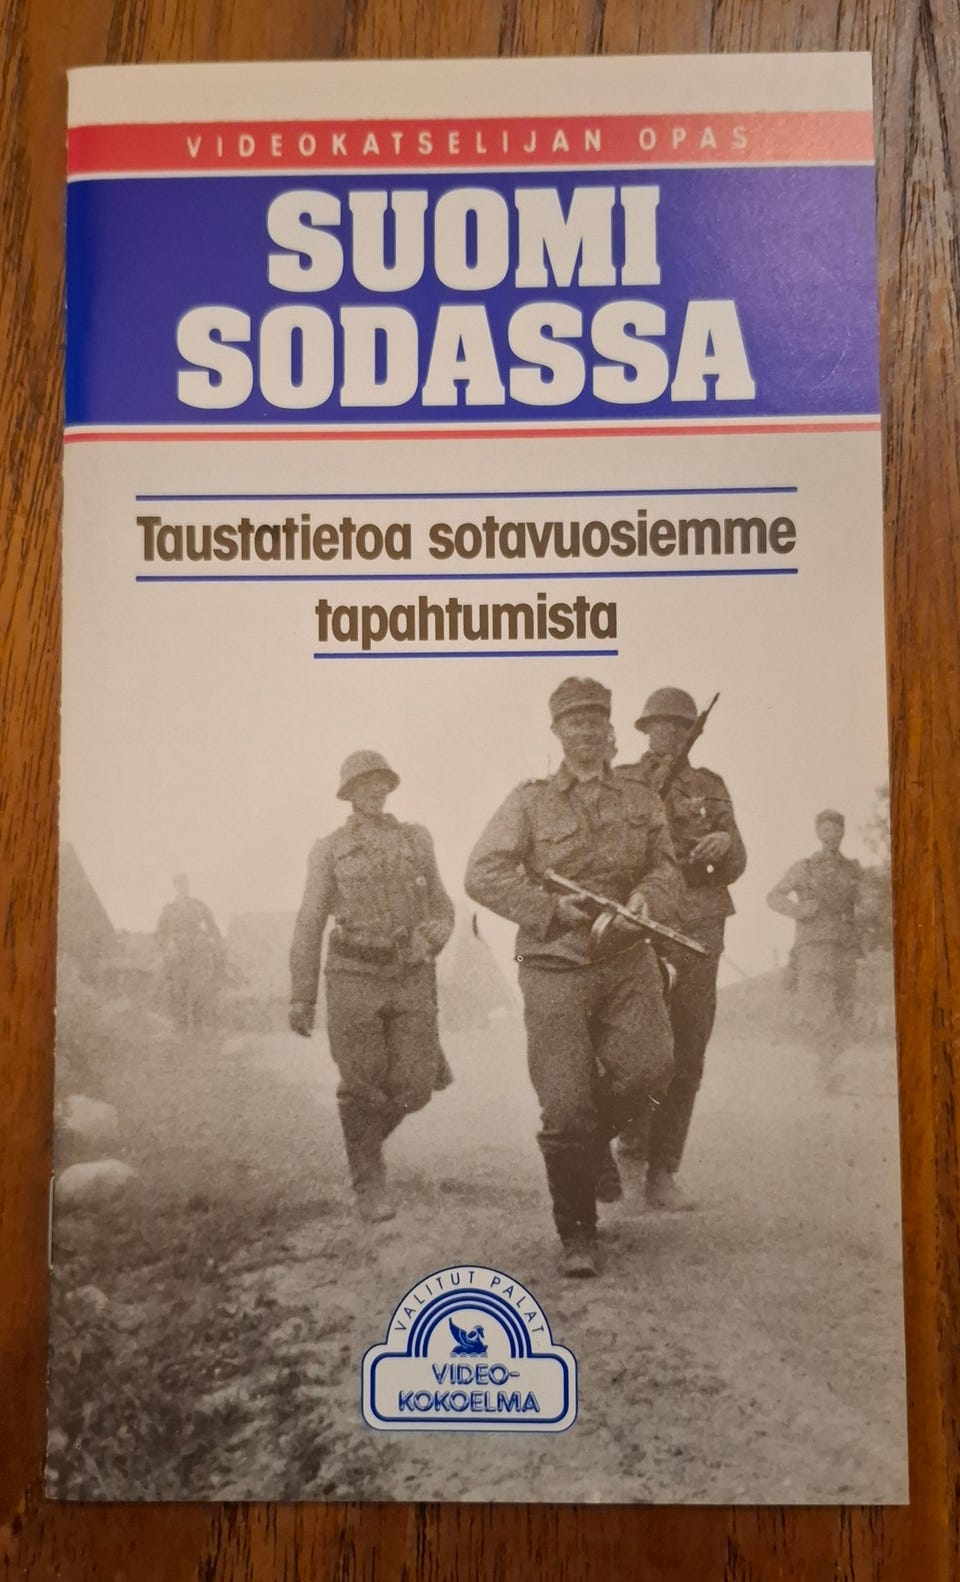 VIDEOKATSELIJAN OPAS
SUOMI
SODASSA
Taustatietoa sotavuosiemme
tapahtumista
VALITUT PALAT
VIDEO-
KOKOELMA